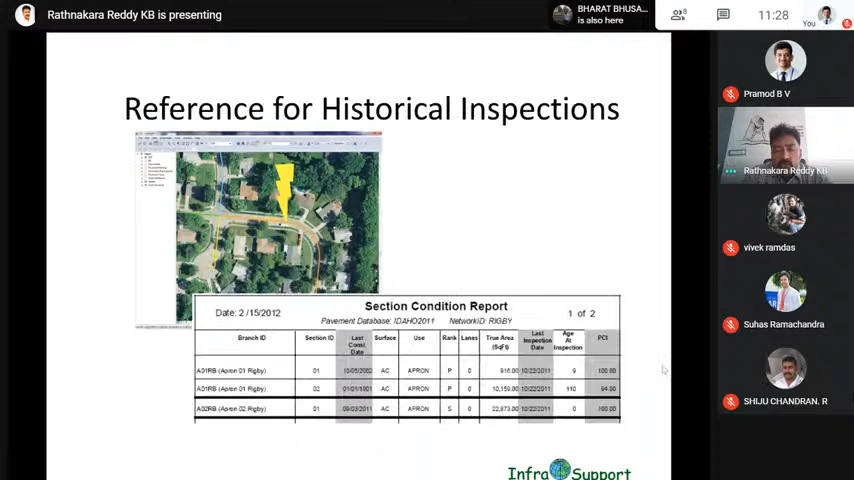 Rathnakara Reddy KB is presenting
BHARAT BHUSA...
is also here
8
11:28
You
Reference for Historical Inspections
Date: 2 /15/2012
Section Condition Report
1 of 2
Pavement Database: IDAHO2011 NetworkID: RIGBY
Branch ID Section ID Last Const. Date Surface Use Rank Lanes True Area (SqFt) Last Inspection Date Age At Inspection PCI
A01RB (Apron 01 Rigby) 01 10/05/2002 AC APRON P 0 916.00 10/22/2011 9 100.00
A01RB (Apron 01 Rigby) 02 01/01/1901 AC APRON P 0 10,159.00 10/22/2011 110 94.00
A02RB (Apron 02 Rigby) 01 09/03/2011 AC APRON S 0 22,873.00 10/22/2011 0 100.00
Infra Support
Pramod B V
Rathnakara Reddy KB
vivek ramdas
Suhas Ramachandra
SHIJU CHANDRAN. R